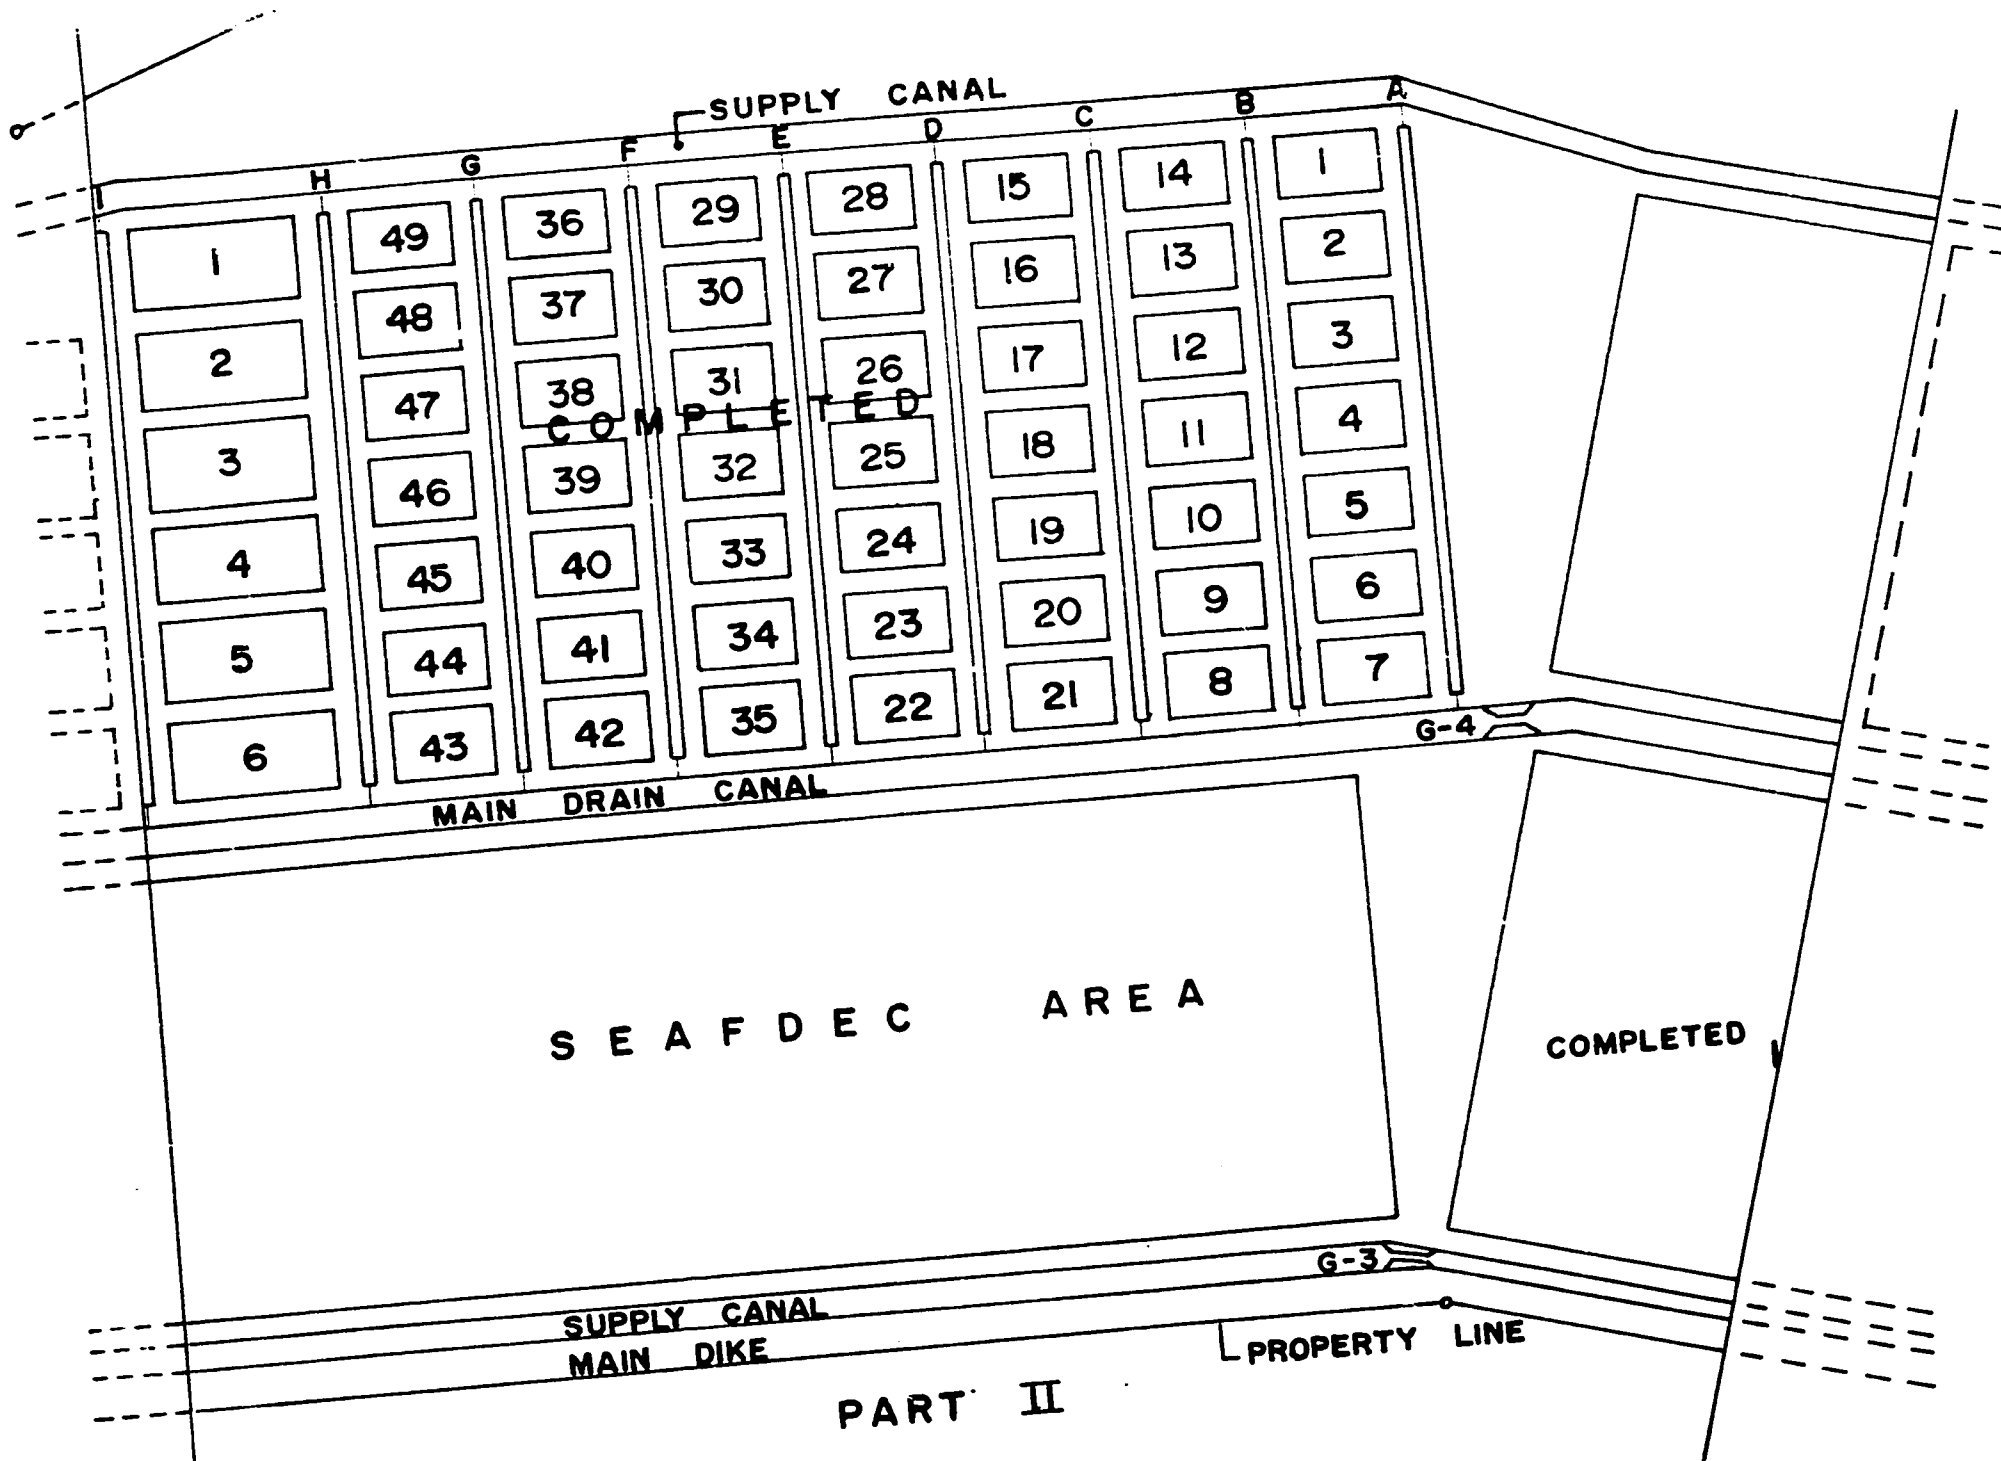 SUPPLY CANAL
I H G F E D C B A
1 49 36 29 28 15 14 1
2 48 37 30 27 16 13 2
3 47 38 31 26 17 12 3
COMPLETED
4 46 39 32 25 18 11 4
5 45 40 33 24 19 10 5
6 44 41 34 23 20 9 6
43 42 35 22 21 8 7
G-4
MAIN DRAIN CANAL
SEAFDEC AREA
COMPLETED
G-3
SUPPLY CANAL
MAIN DIKE
PROPERTY LINE
PART II